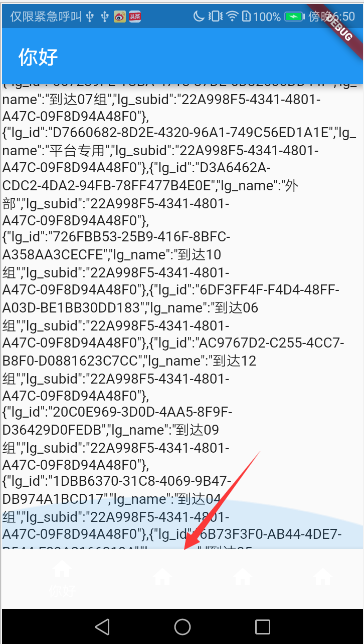 仅限紧急呼叫 100% 傍晚6:50
DEBUG
你好
name":"到达07组","lg_subid":"22A998F5-4341-4801-
A47C-09F8D94A48F0"},
{"lg_id":"D7660682-8D2E-4320-96A1-749C56ED1A1E","lg_
name":"平台专用","lg_subid":"22A998F5-4341-4801-
A47C-09F8D94A48F0"},{"lg_id":"D3A6462A-
CDC2-4DA2-94FB-78FF477B4E0E","lg_name":"外
部","lg_subid":"22A998F5-4341-4801-
A47C-09F8D94A48F0"},
{"lg_id":"726FBB53-25B9-416F-8BFC-
A358AA3CECFE","lg_name":"到达10
组","lg_subid":"22A998F5-4341-4801-
A47C-09F8D94A48F0"},{"lg_id":"6DF3FF4F-F4D4-48FF-
A03D-BE1BB30DD183","lg_name":"到达06
组","lg_subid":"22A998F5-4341-4801-
A47C-09F8D94A48F0"},{"lg_id":"AC9767D2-C255-4CC7-
B8F0-D0881623C7CC","lg_name":"到达12
组","lg_subid":"22A998F5-4341-4801-
A47C-09F8D94A48F0"},
{"lg_id":"20C0E969-3D0D-4AA5-8F9F-
D36429D0FEDB","lg_name":"到达09
组","lg_subid":"22A998F5-4341-4801-
A47C-09F8D94A48F0"},
{"lg_id":"1DBB6370-31C8-4069-9B47-
DB974A1BCD17","lg_name":"到达04
组","lg_subid":"22A998F5-4341-4801-
A47C-09F8D94A48F0"},{"lg_id":"6B73F3F0-AB44-4DE7-